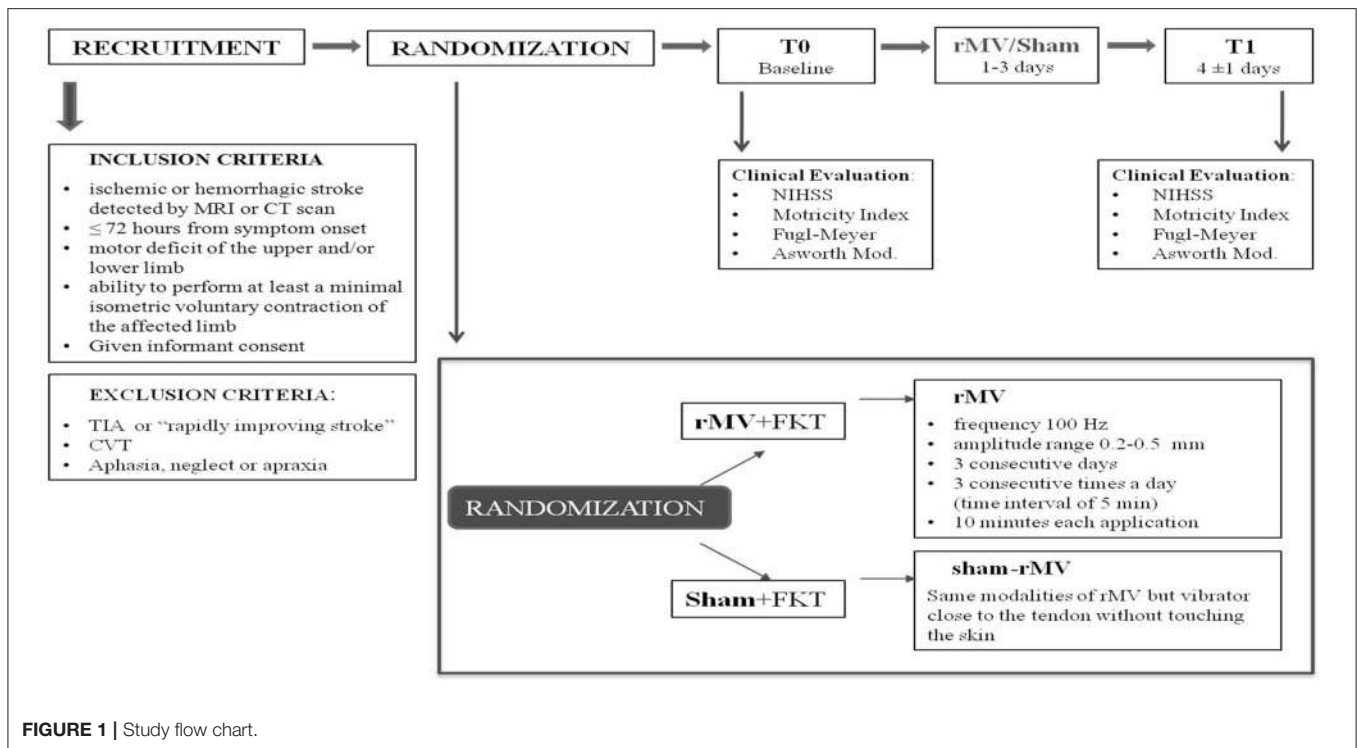 RECRUITMENT
RANDOMIZATION
T0
Baseline
rMV/Sham
1-3 days
T1
4 ±1 days
INCLUSION CRITERIA
• ischemic or hemorrhagic stroke
detected by MRI or CT scan
• ≤ 72 hours from symptom onset
• motor deficit of the upper and/or
lower limb
• ability to perform at least a minimal
isometric voluntary contraction of
the affected limb
• Given informant consent
EXCLUSION CRITERIA:
• TIA or “rapidly improving stroke”
• CVT
• Aphasia, neglect or apraxia
Clinical Evaluation:
• NIHSS
• Motricity Index
• Fugl-Meyer
• Asworth Mod.
Clinical Evaluation:
• NIHSS
• Motricity Index
• Fugl-Meyer
• Asworth Mod.
RANDOMIZATION
rMV+FKT
rMV
• frequency 100 Hz
• amplitude range 0.2-0.5 mm
• 3 consecutive days
• 3 consecutive times a day
(time interval of 5 min)
• 10 minutes each application
Sham+FKT
sham-rMV
Same modalities of rMV but vibrator
close to the tendon without touching
the skin
FIGURE 1 | Study flow chart.